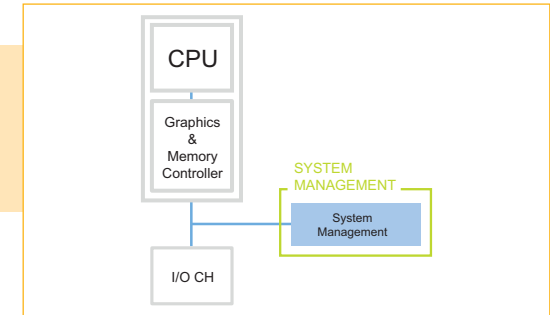 CPU
Graphics
&
Memory
Controller
SYSTEM
MANAGEMENT
System
Management
I/O CH